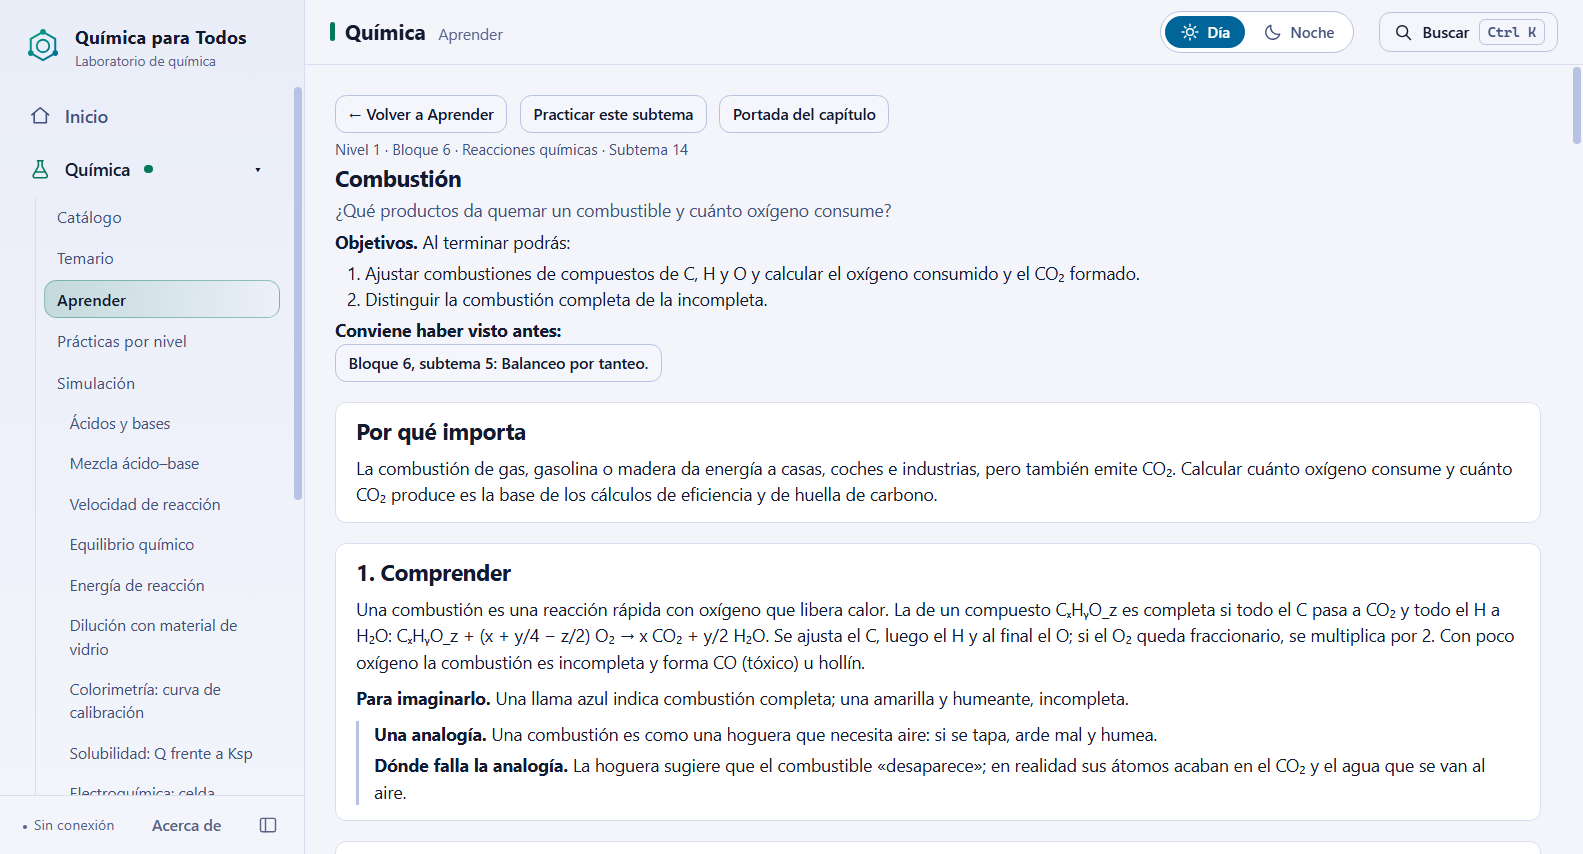 Química para Todos
Laboratorio de química
Inicio
Química
Catálogo
Temario
Aprender
Prácticas por nivel
Simulación
Ácidos y bases
Mezcla ácido–base
Velocidad de reacción
Equilibrio químico
Energía de reacción
Dilución con material de
vidrio
Colorimetría: curva de
calibración
Solubilidad: Q frente a Ksp
Electroquímica: celda
Sin conexión
Acerca de
Química Aprender
Día
Noche
Buscar Ctrl K
← Volver a Aprender
Practicar este subtema
Portada del capítulo
Nivel 1 · Bloque 6 · Reacciones químicas · Subtema 14
Combustión
¿Qué productos da quemar un combustible y cuánto oxígeno consume?
Objetivos. Al terminar podrás:
1. Ajustar combustiones de compuestos de C, H y O y calcular el oxígeno consumido y el CO₂ formado.
2. Distinguir la combustión completa de la incompleta.
Conviene haber visto antes:
Bloque 6, subtema 5: Balanceo por tanteo.
Por qué importa
La combustión de gas, gasolina o madera da energía a casas, coches e industrias, pero también emite CO₂. Calcular cuánto oxígeno consume y cuánto
CO₂ produce es la base de los cálculos de eficiencia y de huella de carbono.
1. Comprender
Una combustión es una reacción rápida con oxígeno que libera calor. La de un compuesto CₓHᵧO_z es completa si todo el C pasa a CO₂ y todo el H a
H₂O: CₓHᵧO_z + (x + y/4 − z/2) O₂ → x CO₂ + y/2 H₂O. Se ajusta el C, luego el H y al final el O; si el O₂ queda fraccionario, se multiplica por 2. Con poco
oxígeno la combustión es incompleta y forma CO (tóxico) u hollín.
Para imaginarlo. Una llama azul indica combustión completa; una amarilla y humeante, incompleta.
Una analogía. Una combustión es como una hoguera que necesita aire: si se tapa, arde mal y humea.
Dónde falla la analogía. La hoguera sugiere que el combustible «desaparece»; en realidad sus átomos acaban en el CO₂ y el agua que se van al
aire.